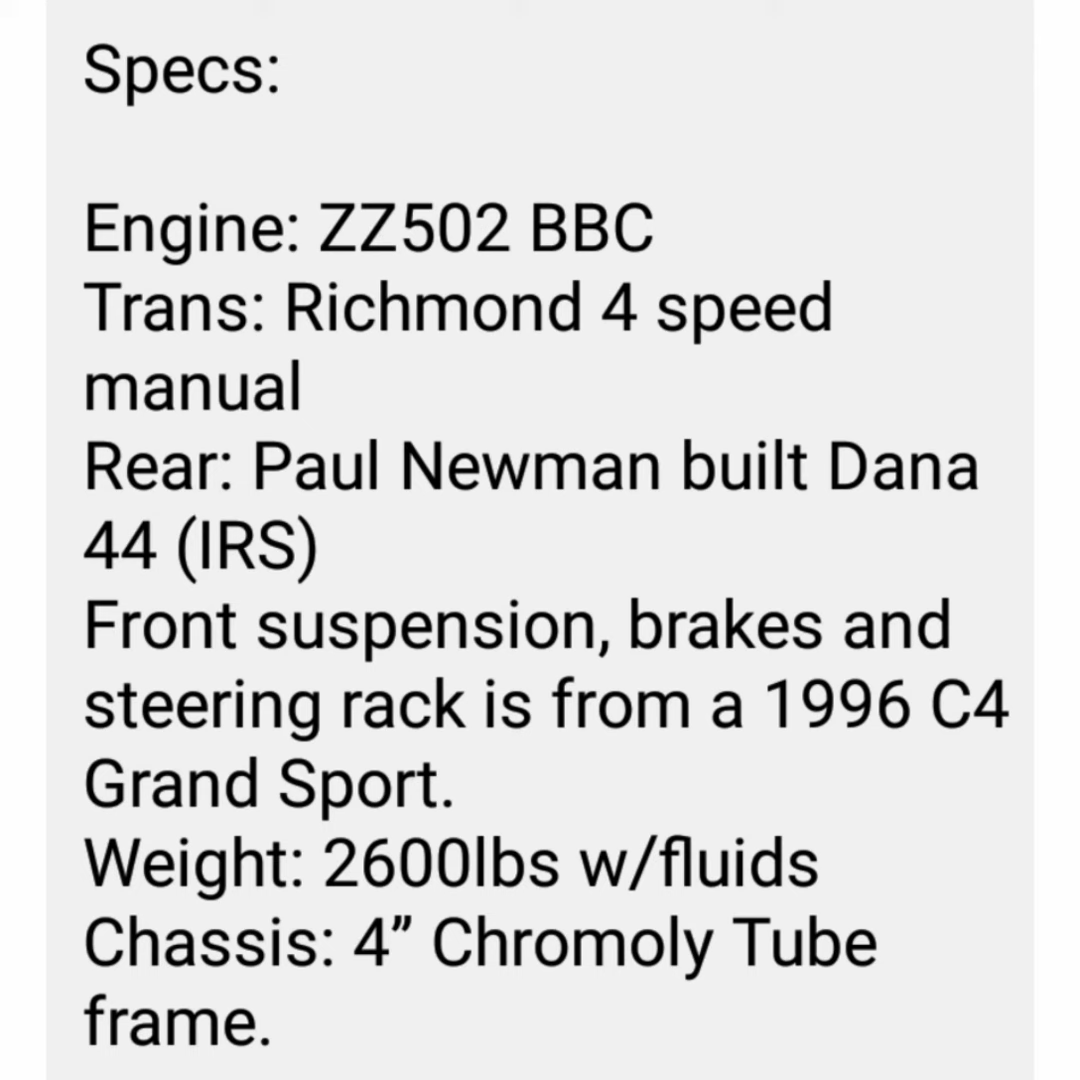 Specs:
Engine: ZZ502 BBC
Trans: Richmond 4 speed
manual
Rear: Paul Newman built Dana
44 (IRS)
Front suspension, brakes and
steering rack is from a 1996 C4
Grand Sport.
Weight: 2600lbs w/fluids
Chassis: 4” Chromoly Tube
frame.